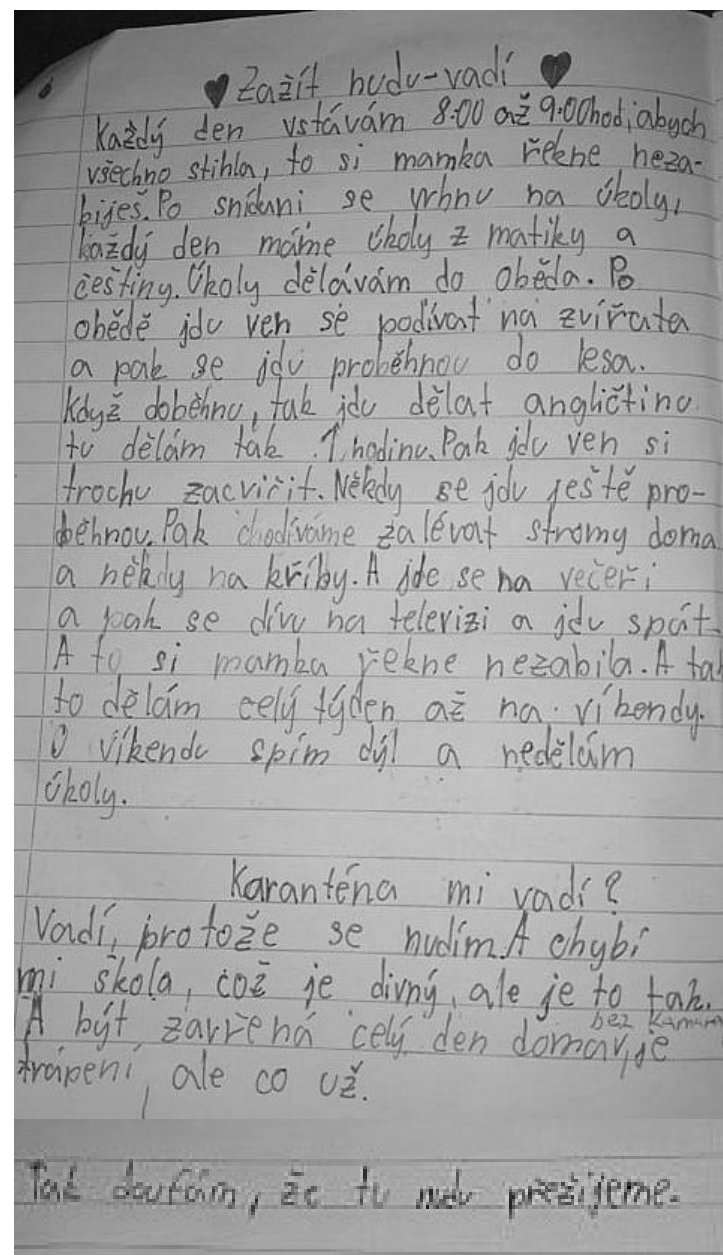 ♥ Zažít nudu-vadí ♥
Každý den vstávám 8:00 až 9:00 hod, abych
všechno stihla, to si mamka řekne neza-
biješ. Po snídani se vrhnu na úkoly,
každý den máme úkoly z matiky a
češtiny. Úkoly dělávám do oběda. Po
obědě jdu ven se podívat na zvířata
a pak se jdu proběhnou do lesa.
Když doběhnu, tak jdu dělat angličtinu
tu dělám tak 1 hodinu. Pak jdu ven si
trochu zacvičit. Někdy se jdu ještě pro-
běhnou. Pak chodíváme zalévat stromy doma
a někdy na kříby. A jde se na večeři
a pak se dívu na televizi a jdu spát.
A to si mamka řekne nezabila. A tak
to dělám celý týden až na víkendy.
O víkendu spím dýl a nedělám
úkoly.
Karanténa mi vadí?
Vadí, protože se nudím. A chybí
mi škola, což je divný, ale je to tak.
A být zavřená celý den doma bez kamará, je
trápení, ale co už.
Tak doufám, že tu nudu přežijeme.